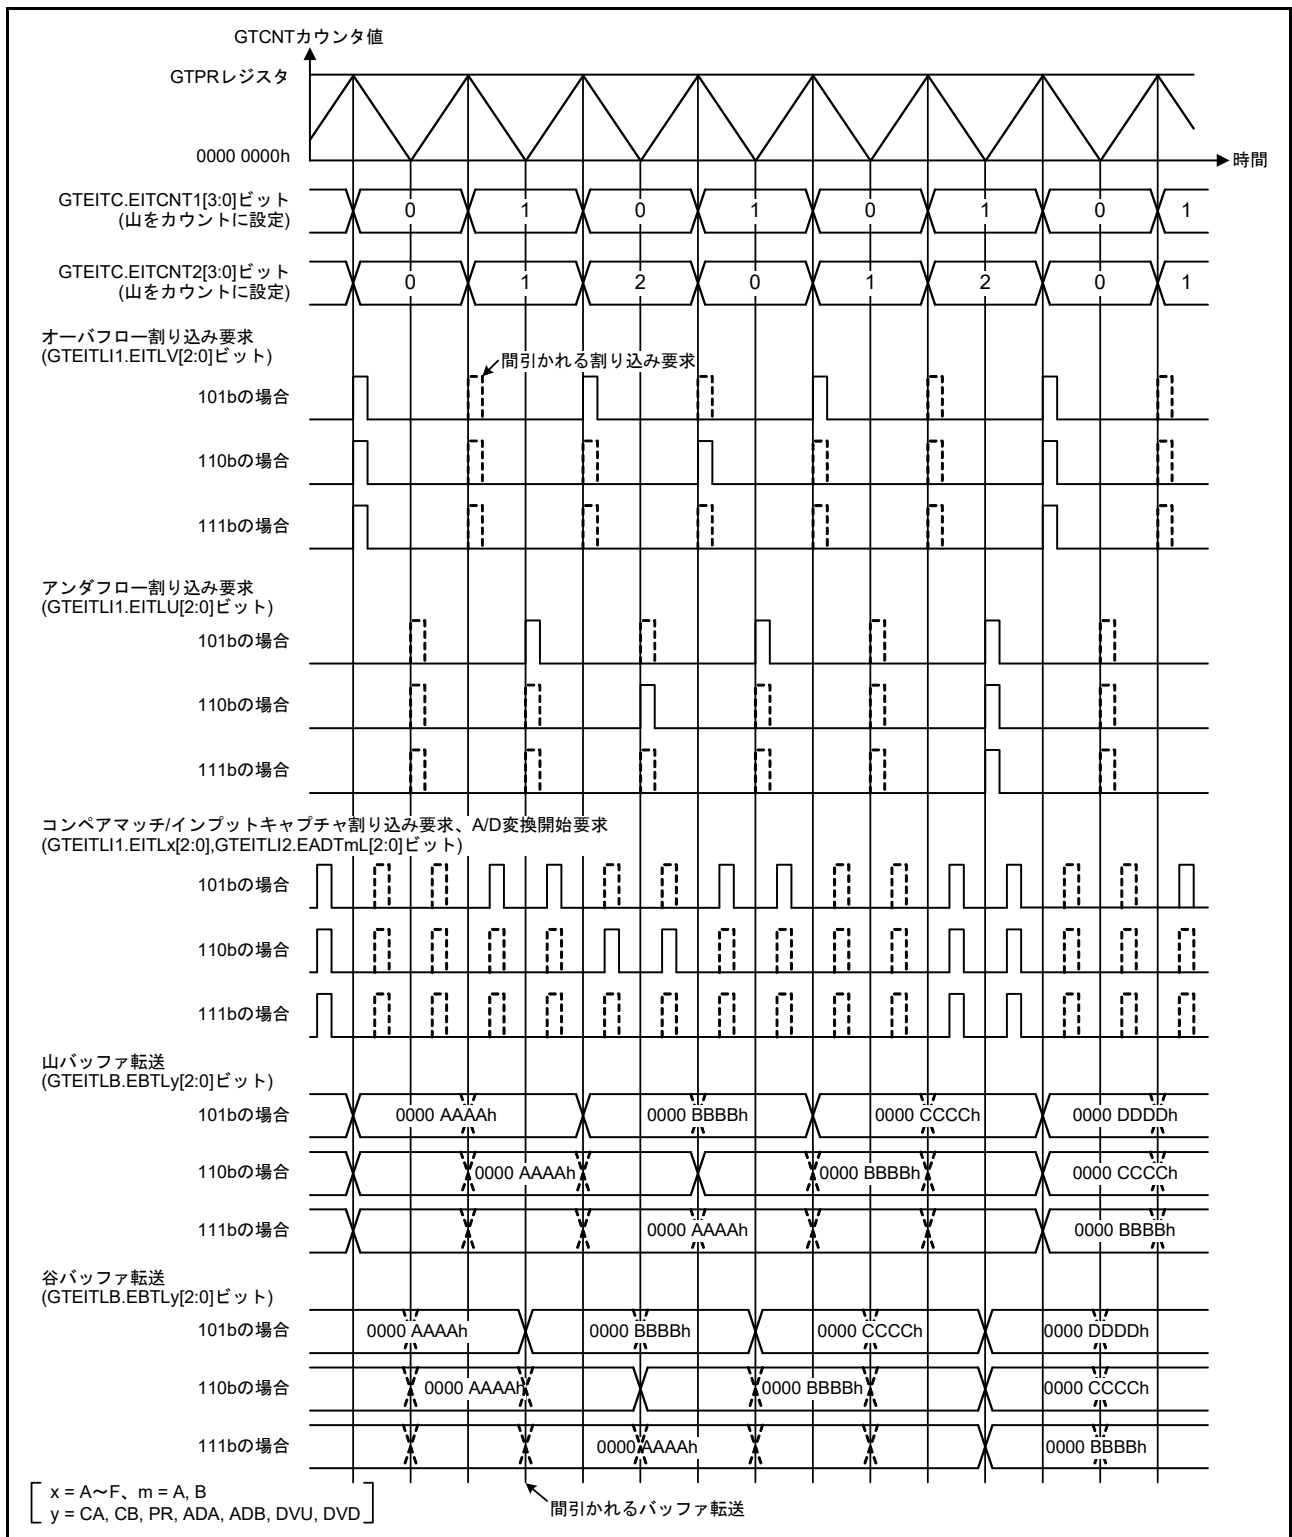 GTCNTカウンタ値
GTPRレジスタ
0000 0000h
時間
GTEITC.EITCNT1[3:0]ビット
(山をカウントに設定)
0 1 0 1 0 1 0 1
GTEITC.EITCNT2[3:0]ビット
(山をカウントに設定)
0 1 2 0 1 2 0 1
オーバフロー割り込み要求
(GTEITLI1.EITLV[2:0]ビット)
間引かれる割り込み要求
101bの場合
110bの場合
111bの場合
アンダフロー割り込み要求
(GTEITLI1.EITLU[2:0]ビット)
101bの場合
110bの場合
111bの場合
コンペアマッチ/インプットキャプチャ割り込み要求、A/D変換開始要求
(GTEITLI1.EITLx[2:0],GTEITLI2.EADTmL[2:0]ビット)
101bの場合
110bの場合
111bの場合
山バッファ転送
(GTEITLB.EBTLy[2:0]ビット)
101bの場合 0000 AAAAh 0000 BBBBh 0000 CCCCh 0000 DDDDh
110bの場合 0000 AAAAh 0000 BBBBh 0000 CCCCh
111bの場合 0000 AAAAh 0000 BBBBh
谷バッファ転送
(GTEITLB.EBTLy[2:0]ビット)
101bの場合 0000 AAAAh 0000 BBBBh 0000 CCCCh 0000 DDDDh
110bの場合 0000 AAAAh 0000 BBBBh 0000 CCCCh
111bの場合 0000 AAAAh 0000 BBBBh
間引かれるバッファ転送
x = A～F、m = A, B
y = CA, CB, PR, ADA, ADB, DVU, DVD